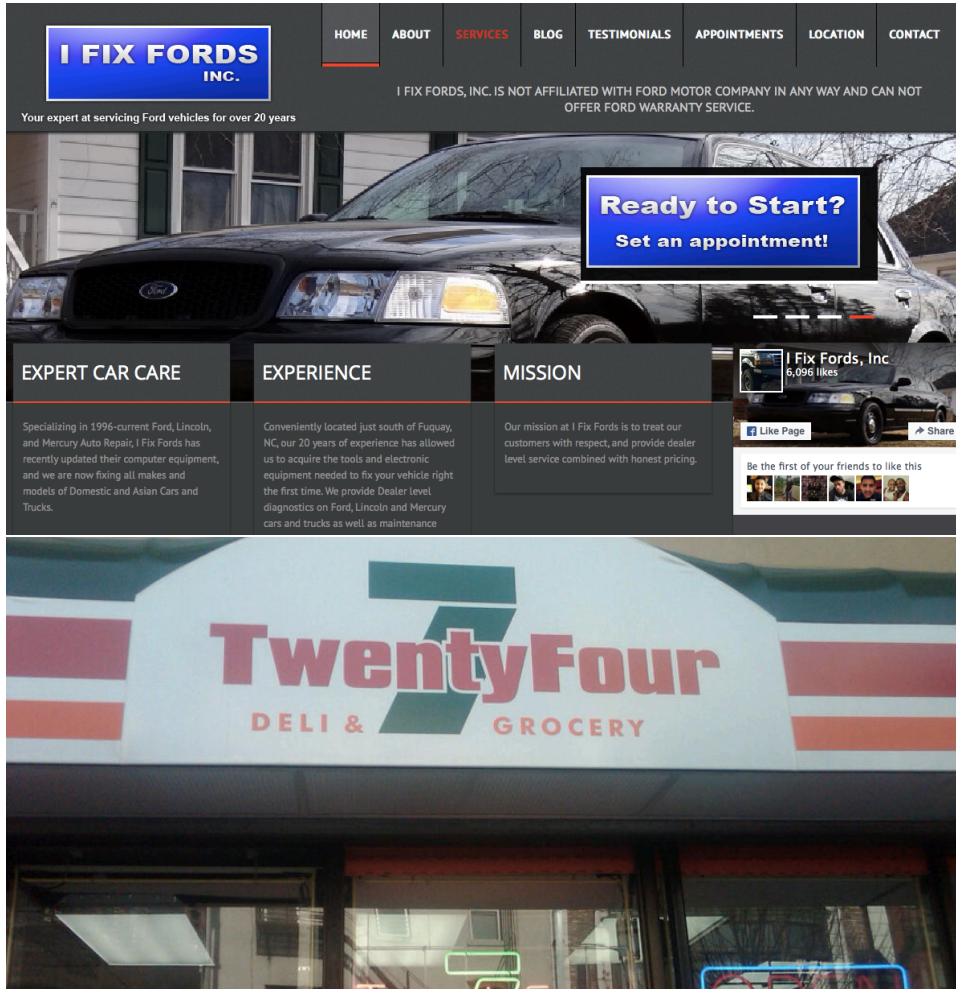 I FIX FORDS
INC.
Your expert at servicing Ford vehicles for over 20 years
HOME ABOUT SERVICES BLOG TESTIMONIALS APPOINTMENTS LOCATION CONTACT
I FIX FORDS, INC. IS NOT AFFILIATED WITH FORD MOTOR COMPANY IN ANY WAY AND CAN NOT
OFFER FORD WARRANTY SERVICE.
Ready to Start?
Set an appointment!
Ford
EXPERT CAR CARE
Specializing in 1996-current Ford, Lincoln,
and Mercury Auto Repair, I Fix Fords has
recently updated their computer equipment,
and we are now fixing all makes and
models of Domestic and Asian Cars and
Trucks.
EXPERIENCE
Conveniently located just south of Fuquay,
NC, our 20 years of experience has allowed
us to acquire the tools and electronic
equipment needed to fix your vehicle right
the first time. We provide Dealer level
diagnostics on Ford, Lincoln and Mercury
cars and trucks as well as maintenance
MISSION
Our mission at I Fix Fords is to treat our
customers with respect, and provide dealer
level service combined with honest pricing.
I Fix Fords, Inc
6,096 likes
Like Page
Share
Be the first of your friends to like this
7
TwentyFour
DELI & GROCERY